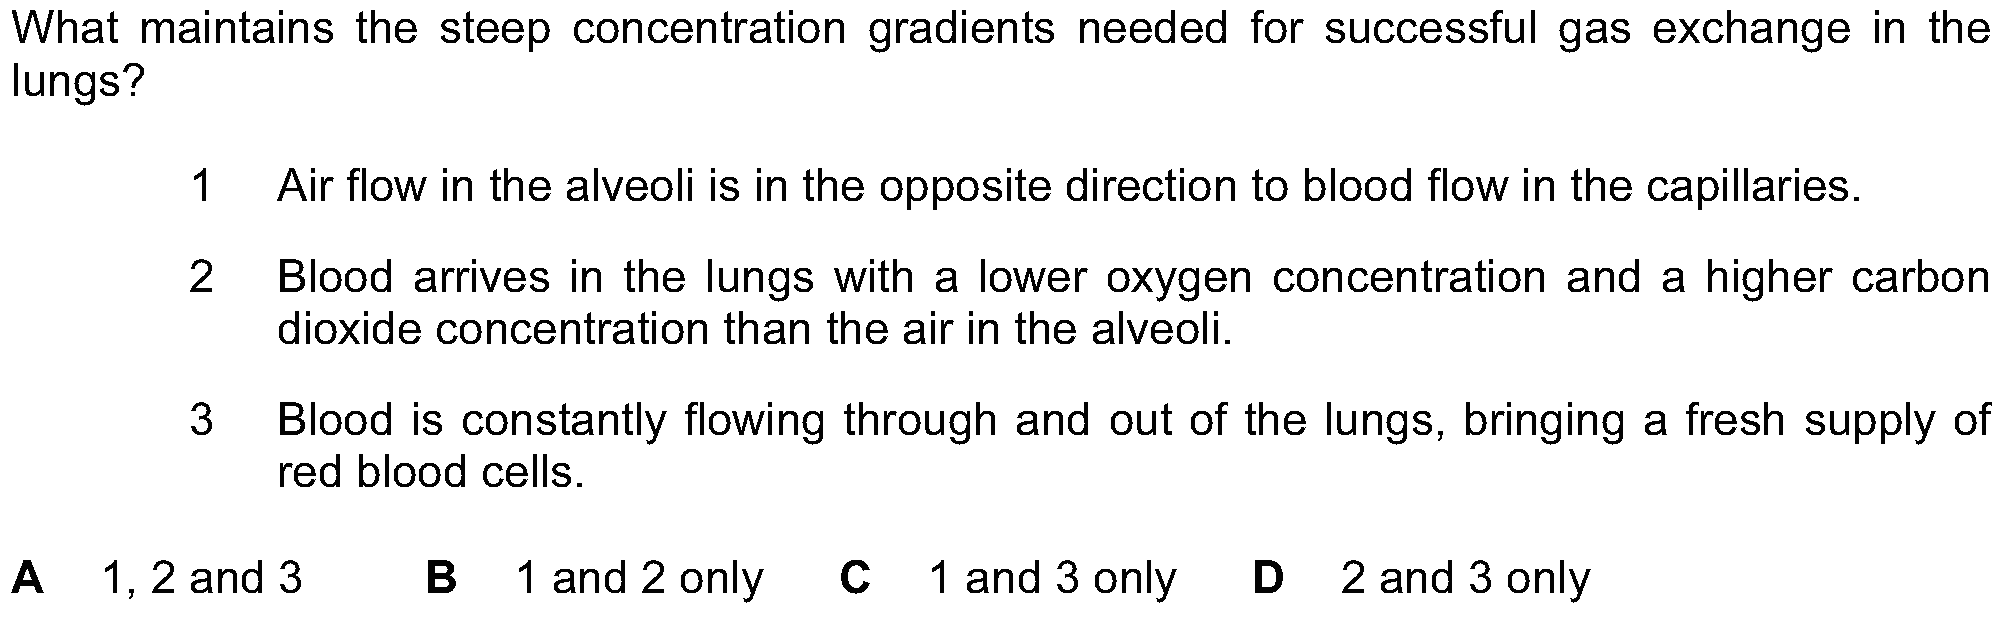 What maintains the steep concentration gradients needed for successful gas exchange in the
lungs?
1 Air flow in the alveoli is in the opposite direction to blood flow in the capillaries.
2 Blood arrives in the lungs with a lower oxygen concentration and a higher carbon
dioxide concentration than the air in the alveoli.
3 Blood is constantly flowing through and out of the lungs, bringing a fresh supply of
red blood cells.
A 1, 2 and 3 B 1 and 2 only C 1 and 3 only D 2 and 3 only